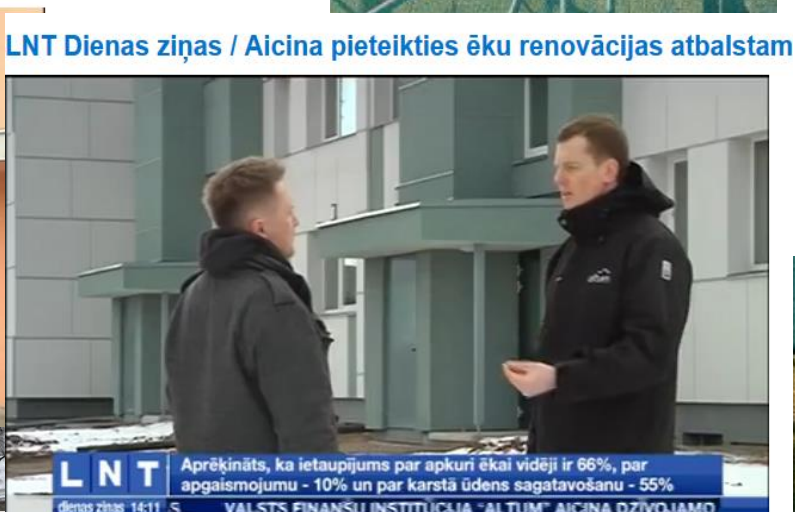 LNT Dienas ziņas / Aicina pieteikties ēku renovācijas atbalstam
altum
LNT
Aprēķināts, ka ietaupījums par apkuri ēkai vidēji ir 66%, par
apgaismojumu - 10% un par karstā ūdens sagatavošanu - 55%
dienas ziņas 14:11 S VALSTS FINANŠU INSTITŪCIJA "ALTUM" AICINA DZĪVOJAMO